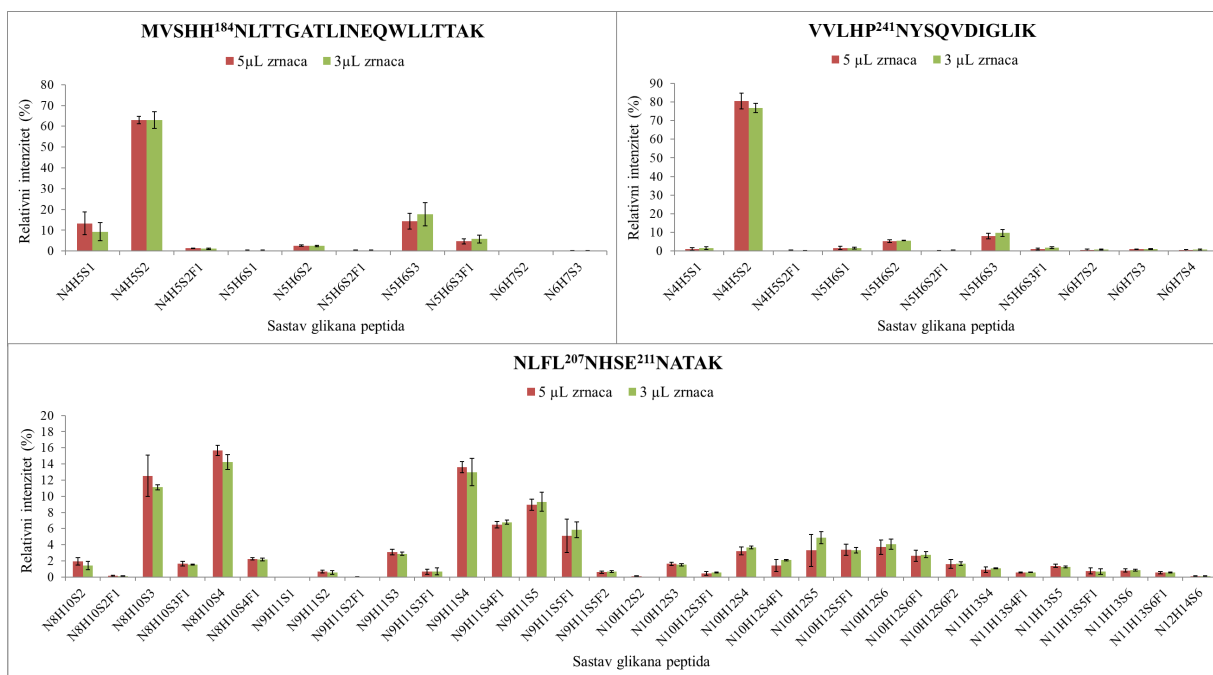 MVSHH¹⁸⁴NLTTGATLINEQWLLTTAK
5µL zrnaca 3µL zrnaca
Relativni intenzitet (%)
80
70
60
50
40
30
20
10
0
N4H5S1 N4H5S2 N4H5S2F1 N5H6S1 N5H6S2 N5H6S2F1 N5H6S3 N5H6S3F1 N6H7S2 N6H7S3
Sastav glikana peptida
VVLHP²⁴¹NYSQVDIGLIK
5 µL zrnaca 3 µL zrnaca
Relativni intenzitet (%)
90
80
70
60
50
40
30
20
10
0
N4H5S1 N4H5S2 N4H5S2F1 N5H6S1 N5H6S2 N5H6S2F1 N5H6S3 N5H6S3F1 N6H7S2 N6H7S3 N6H7S4
Sastav glikana peptida
NLFL²⁰⁷NHSE²¹¹NATAK
5 µL zrnaca 3 µL zrnaca
Relativni intenzitet (%)
20
18
16
14
12
10
8
6
4
2
0
N8H10S2 N8H10S2F1 N8H10S3 N8H10S3F1 N8H10S4 N8H10S4F1 N9H11S1 N9H11S2 N9H11S2F1 N9H11S3 N9H11S3F1 N9H11S4 N9H11S4F1 N9H11S5 N9H11S5F1 N9H11S5F2 N10H12S2 N10H12S3 N10H12S3F1 N10H12S4 N10H12S4F1 N10H12S5 N10H12S5F1 N10H12S6 N10H12S6F1 N10H12S6F2 N11H13S4 N11H13S4F1 N11H13S5 N11H13S5F1 N11H13S6 N11H13S6F1 N12H14S6
Sastav glikana peptida